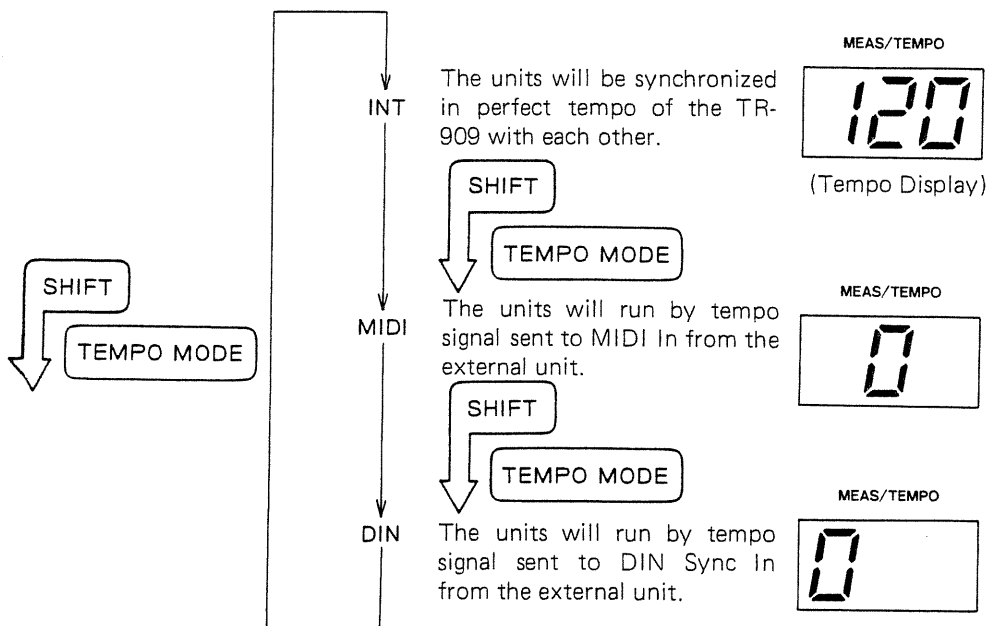 MEAS/TEMPO
INT
The units will be synchronized
in perfect tempo of the TR-
909 with each other.
120
(Tempo Display)
SHIFT
TEMPO MODE
SHIFT
TEMPO MODE
MIDI
The units will run by tempo
signal sent to MIDI In from the
external unit.
MEAS/TEMPO
0
SHIFT
TEMPO MODE
DIN
The units will run by tempo
signal sent to DIN Sync In
from the external unit.
MEAS/TEMPO
0